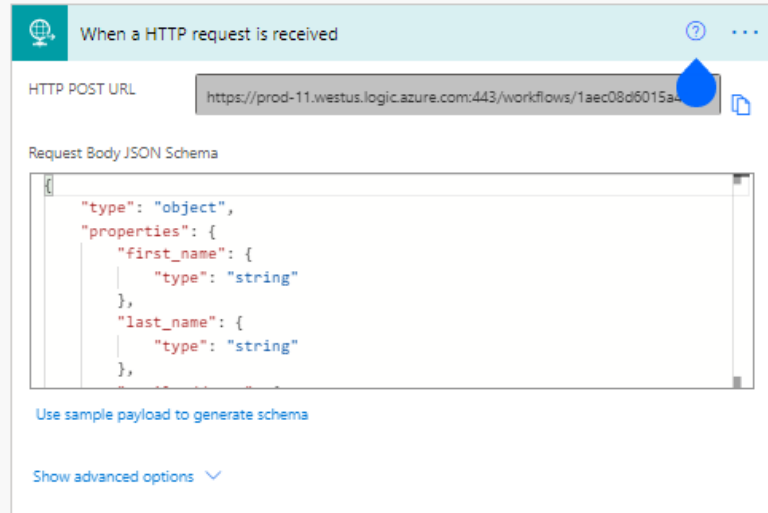 When a HTTP request is received
HTTP POST URL
https://prod-11.westus.logic.azure.com:443/workflows/1aec08d6015a4
Request Body JSON Schema
{
"type": "object",
"properties": {
"first_name": {
"type": "string"
},
"last_name": {
"type": "string"
},
Use sample payload to generate schema
Show advanced options